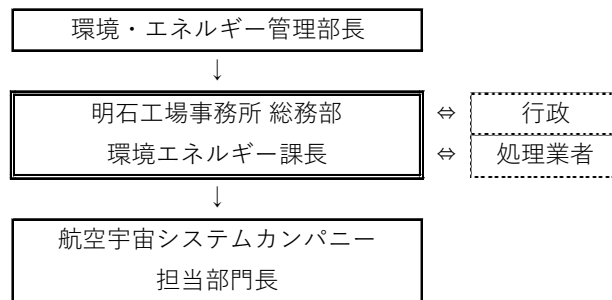 環境・エネルギー管理部長
↓
明石工場事務所 総務部 ⇔ 行政
環境エネルギー課長 ⇔ 処理業者
↓
航空宇宙システムカンパニー
担当部門長